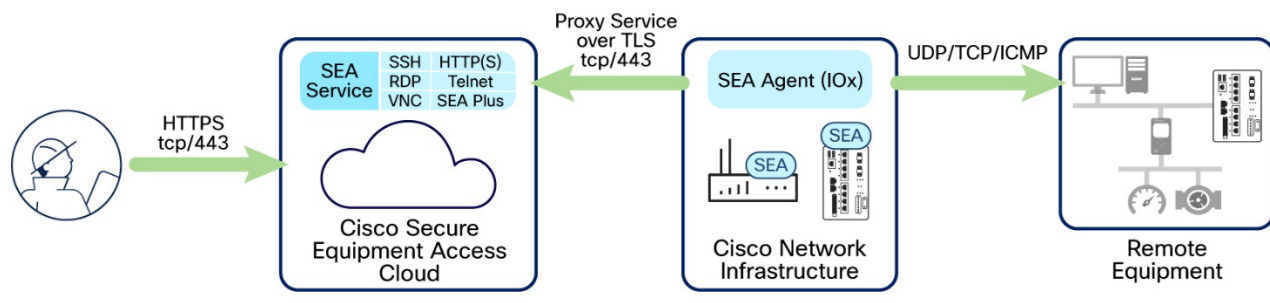 HTTPS
tcp/443
SEA
Service
SSH HTTP(S)
RDP Telnet
VNC SEA Plus
Cisco Secure
Equipment Access
Cloud
Proxy Service
over TLS
tcp/443
SEA Agent (IOx)
SEA
SEA
Cisco Network
Infrastructure
UDP/TCP/ICMP
Remote
Equipment